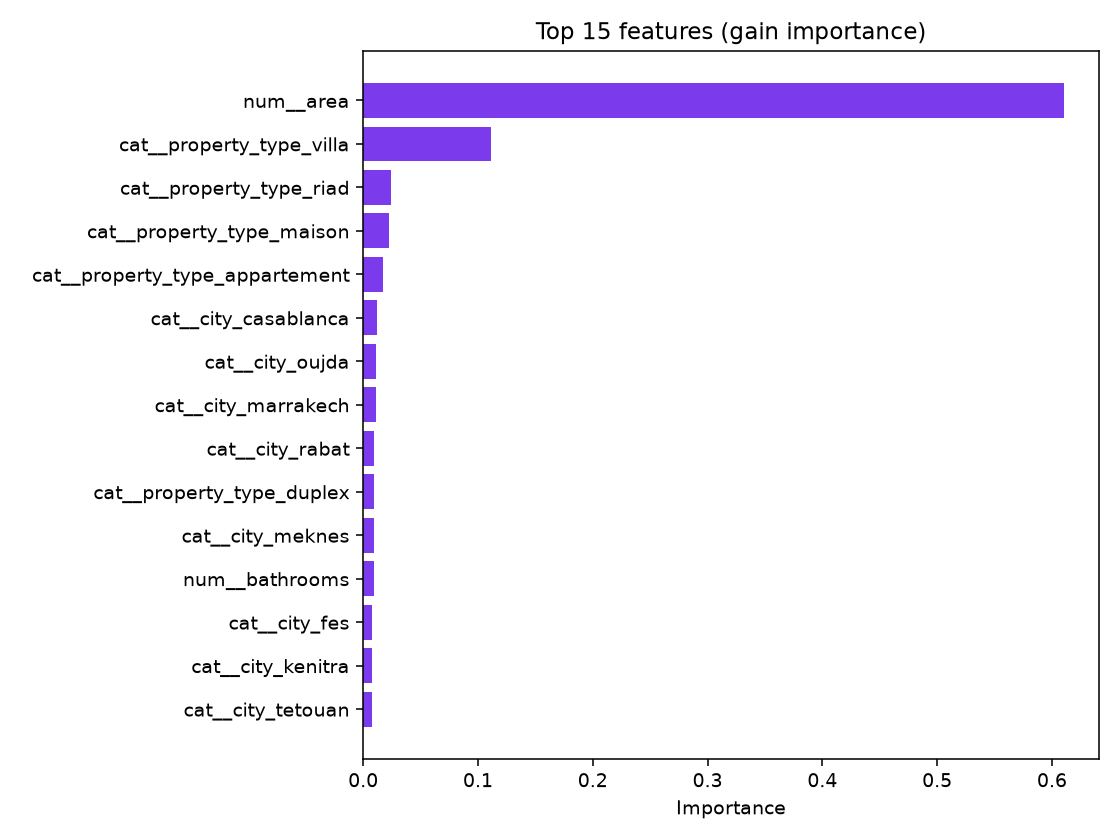 Top 15 features (gain importance)
num__area
cat__property_type_villa
cat__property_type_riad
cat__property_type_maison
cat__property_type_appartement
cat__city_casablanca
cat__city_oujda
cat__city_marrakech
cat__city_rabat
cat__property_type_duplex
cat__city_meknes
num__bathrooms
cat__city_fes
cat__city_kenitra
cat__city_tetouan
0.0 0.1 0.2 0.3 0.4 0.5 0.6
Importance